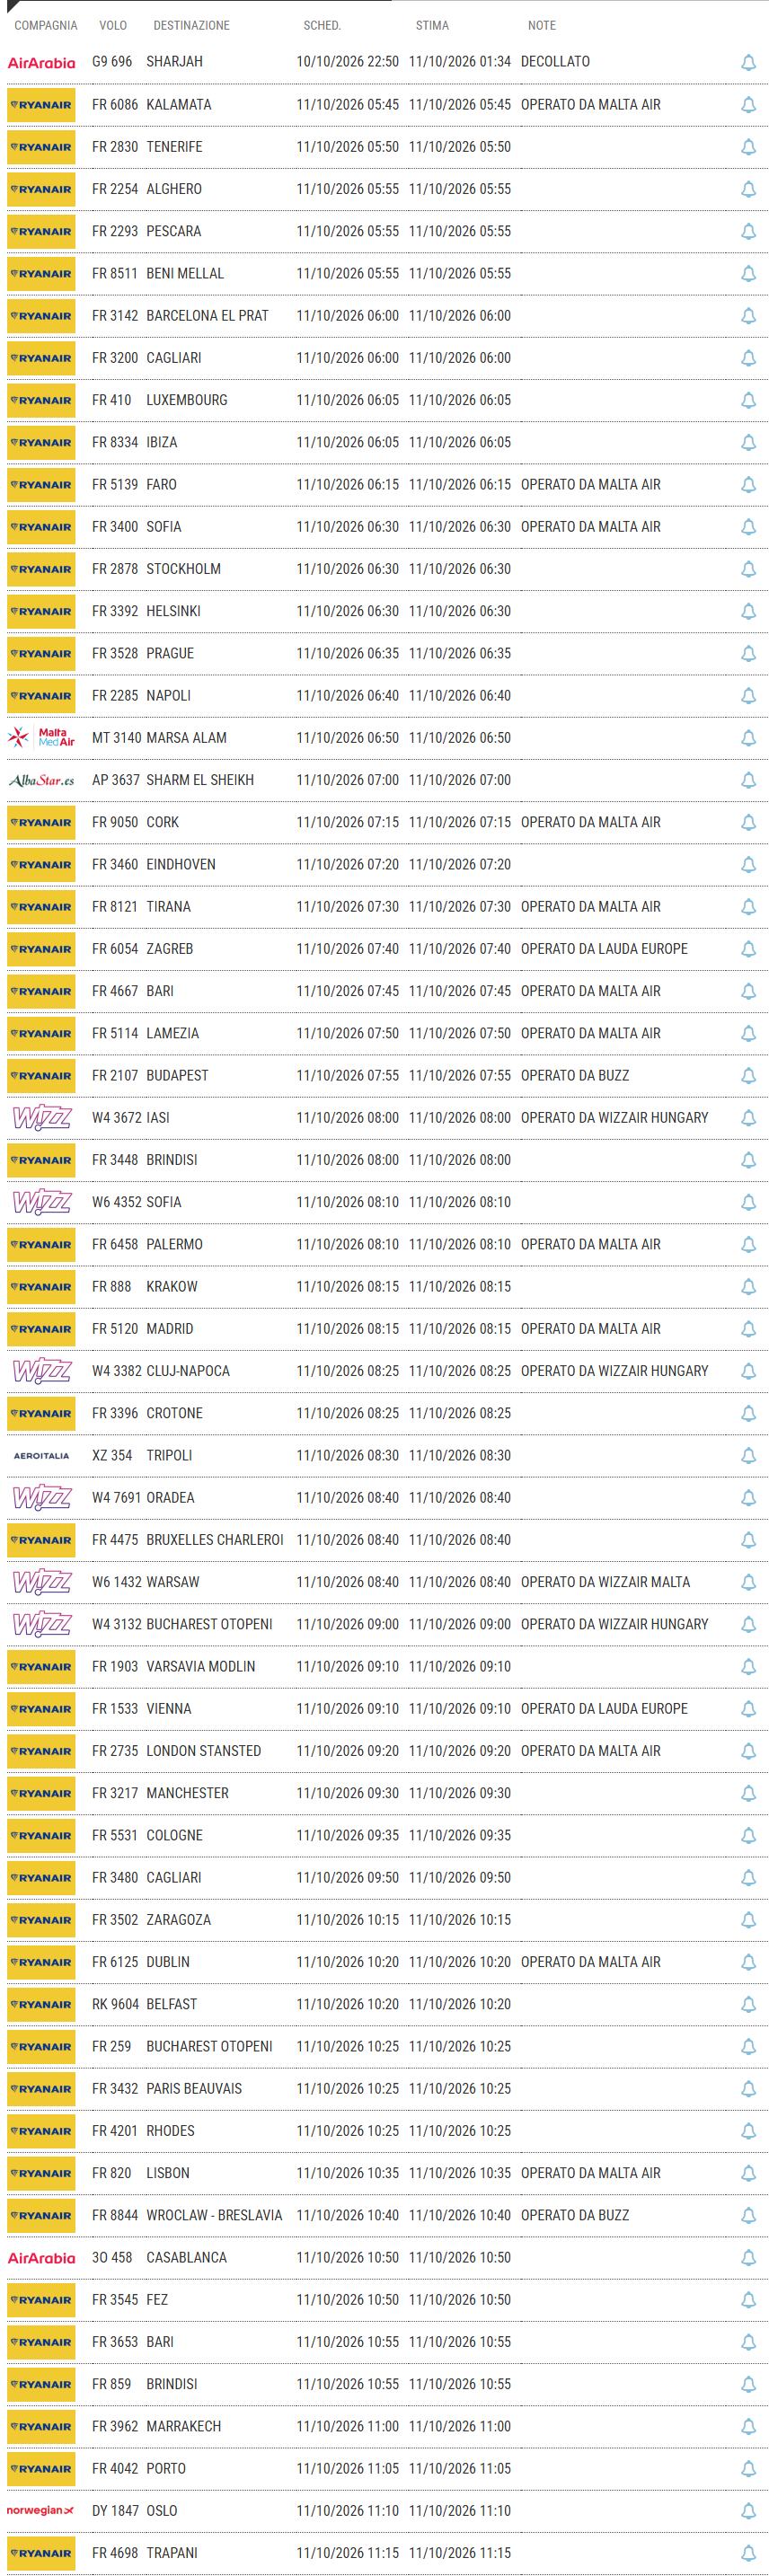 COMPAGNIA VOLO DESTINAZIONE SCHED. STIMA NOTE
AirArabia G9 696 SHARJAH 10/10/2026 22:50 11/10/2026 01:34 DECOLLATO
RYANAIR FR 6086 KALAMATA 11/10/2026 05:45 11/10/2026 05:45 OPERATO DA MALTA AIR
RYANAIR FR 2830 TENERIFE 11/10/2026 05:50 11/10/2026 05:50
RYANAIR FR 2254 ALGHERO 11/10/2026 05:55 11/10/2026 05:55
RYANAIR FR 2293 PESCARA 11/10/2026 05:55 11/10/2026 05:55
RYANAIR FR 8511 BENI MELLAL 11/10/2026 05:55 11/10/2026 05:55
RYANAIR FR 3142 BARCELONA EL PRAT 11/10/2026 06:00 11/10/2026 06:00
RYANAIR FR 3200 CAGLIARI 11/10/2026 06:00 11/10/2026 06:00
RYANAIR FR 410 LUXEMBOURG 11/10/2026 06:05 11/10/2026 06:05
RYANAIR FR 8334 IBIZA 11/10/2026 06:05 11/10/2026 06:05
RYANAIR FR 5139 FARO 11/10/2026 06:15 11/10/2026 06:15 OPERATO DA MALTA AIR
RYANAIR FR 3400 SOFIA 11/10/2026 06:30 11/10/2026 06:30 OPERATO DA MALTA AIR
RYANAIR FR 2878 STOCKHOLM 11/10/2026 06:30 11/10/2026 06:30
RYANAIR FR 3392 HELSINKI 11/10/2026 06:30 11/10/2026 06:30
RYANAIR FR 3528 PRAGUE 11/10/2026 06:35 11/10/2026 06:35
RYANAIR FR 2285 NAPOLI 11/10/2026 06:40 11/10/2026 06:40
Malta MedAir MT 3140 MARSA ALAM 11/10/2026 06:50 11/10/2026 06:50
AlbaStar.es AP 3637 SHARM EL SHEIKH 11/10/2026 07:00 11/10/2026 07:00
RYANAIR FR 9050 CORK 11/10/2026 07:15 11/10/2026 07:15 OPERATO DA MALTA AIR
RYANAIR FR 3460 EINDHOVEN 11/10/2026 07:20 11/10/2026 07:20
RYANAIR FR 8121 TIRANA 11/10/2026 07:30 11/10/2026 07:30 OPERATO DA MALTA AIR
RYANAIR FR 6054 ZAGREB 11/10/2026 07:40 11/10/2026 07:40 OPERATO DA LAUDA EUROPE
RYANAIR FR 4667 BARI 11/10/2026 07:45 11/10/2026 07:45 OPERATO DA MALTA AIR
RYANAIR FR 5114 LAMEZIA 11/10/2026 07:50 11/10/2026 07:50 OPERATO DA MALTA AIR
RYANAIR FR 2107 BUDAPEST 11/10/2026 07:55 11/10/2026 07:55 OPERATO DA BUZZ
WIZZ W4 3672 IASI 11/10/2026 08:00 11/10/2026 08:00 OPERATO DA WIZZAIR HUNGARY
RYANAIR FR 3448 BRINDISI 11/10/2026 08:00 11/10/2026 08:00
WIZZ W6 4352 SOFIA 11/10/2026 08:10 11/10/2026 08:10
RYANAIR FR 6458 PALERMO 11/10/2026 08:10 11/10/2026 08:10 OPERATO DA MALTA AIR
RYANAIR FR 888 KRAKOW 11/10/2026 08:15 11/10/2026 08:15
RYANAIR FR 5120 MADRID 11/10/2026 08:15 11/10/2026 08:15 OPERATO DA MALTA AIR
WIZZ W4 3382 CLUJ-NAPOCA 11/10/2026 08:25 11/10/2026 08:25 OPERATO DA WIZZAIR HUNGARY
RYANAIR FR 3396 CROTONE 11/10/2026 08:25 11/10/2026 08:25
AEROITALIA XZ 354 TRIPOLI 11/10/2026 08:30 11/10/2026 08:30
WIZZ W4 7691 ORADEA 11/10/2026 08:40 11/10/2026 08:40
RYANAIR FR 4475 BRUXELLES CHARLEROI 11/10/2026 08:40 11/10/2026 08:40
WIZZ W6 1432 WARSAW 11/10/2026 08:40 11/10/2026 08:40 OPERATO DA WIZZAIR MALTA
WIZZ W4 3132 BUCHAREST OTOPENI 11/10/2026 09:00 11/10/2026 09:00 OPERATO DA WIZZAIR HUNGARY
RYANAIR FR 1903 VARSAVIA MODLIN 11/10/2026 09:10 11/10/2026 09:10
RYANAIR FR 1533 VIENNA 11/10/2026 09:10 11/10/2026 09:10 OPERATO DA LAUDA EUROPE
RYANAIR FR 2735 LONDON STANSTED 11/10/2026 09:20 11/10/2026 09:20 OPERATO DA MALTA AIR
RYANAIR FR 3217 MANCHESTER 11/10/2026 09:30 11/10/2026 09:30
RYANAIR FR 5531 COLOGNE 11/10/2026 09:35 11/10/2026 09:35
RYANAIR FR 3480 CAGLIARI 11/10/2026 09:50 11/10/2026 09:50
RYANAIR FR 3502 ZARAGOZA 11/10/2026 10:15 11/10/2026 10:15
RYANAIR FR 6125 DUBLIN 11/10/2026 10:20 11/10/2026 10:20 OPERATO DA MALTA AIR
RYANAIR RK 9604 BELFAST 11/10/2026 10:20 11/10/2026 10:20
RYANAIR FR 259 BUCHAREST OTOPENI 11/10/2026 10:25 11/10/2026 10:25
RYANAIR FR 3432 PARIS BEAUVAIS 11/10/2026 10:25 11/10/2026 10:25
RYANAIR FR 4201 RHODES 11/10/2026 10:25 11/10/2026 10:25
RYANAIR FR 820 LISBON 11/10/2026 10:35 11/10/2026 10:35 OPERATO DA MALTA AIR
RYANAIR FR 8844 WROCLAW - BRESLAVIA 11/10/2026 10:40 11/10/2026 10:40 OPERATO DA BUZZ
AirArabia 3O 458 CASABLANCA 11/10/2026 10:50 11/10/2026 10:50
RYANAIR FR 3545 FEZ 11/10/2026 10:50 11/10/2026 10:50
RYANAIR FR 3653 BARI 11/10/2026 10:55 11/10/2026 10:55
RYANAIR FR 859 BRINDISI 11/10/2026 10:55 11/10/2026 10:55
RYANAIR FR 3962 MARRAKECH 11/10/2026 11:00 11/10/2026 11:00
RYANAIR FR 4042 PORTO 11/10/2026 11:05 11/10/2026 11:05
norwegian DY 1847 OSLO 11/10/2026 11:10 11/10/2026 11:10
RYANAIR FR 4698 TRAPANI 11/10/2026 11:15 11/10/2026 11:15